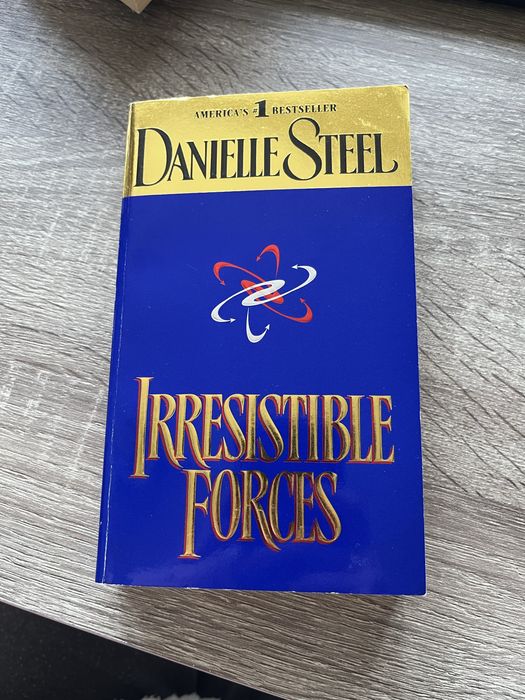 AMERICA'S #1 BESTSELLER
DANIELLE STEEL
IRRESISTIBLE
FORCES